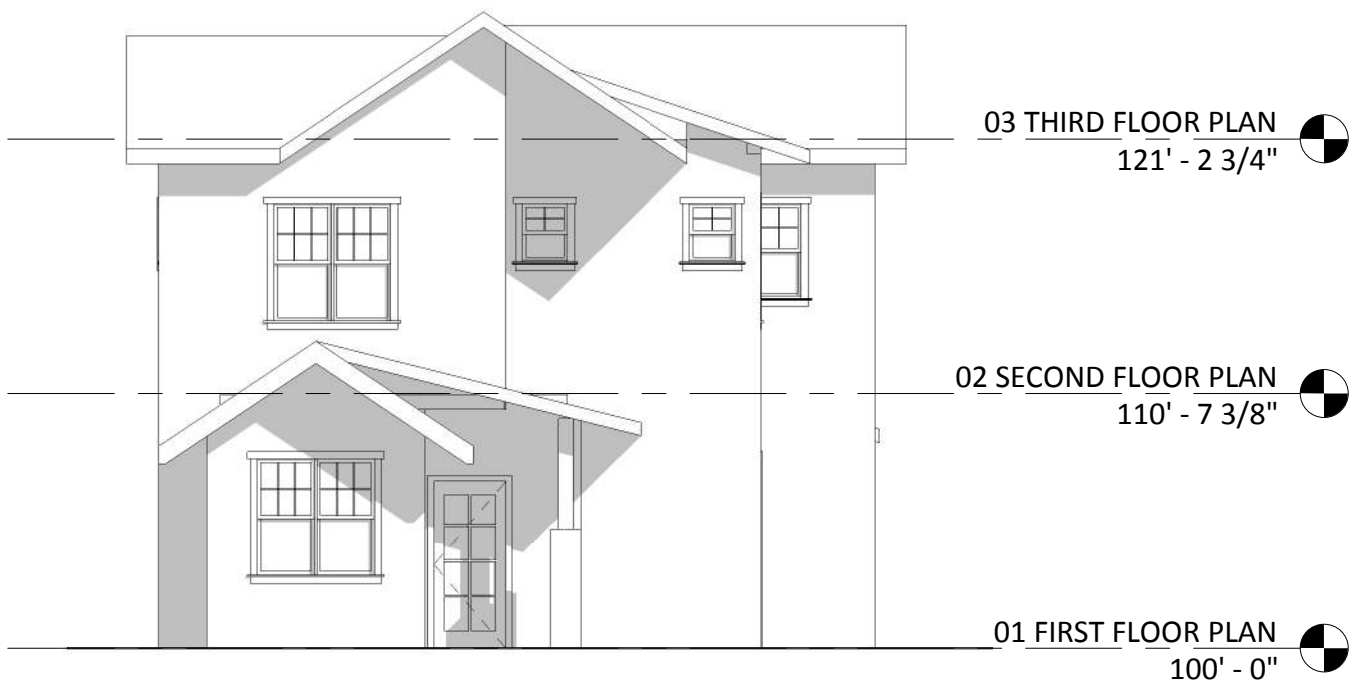 03 THIRD FLOOR PLAN
121' - 2 3/4"
02 SECOND FLOOR PLAN
110' - 7 3/8"
01 FIRST FLOOR PLAN
100' - 0"